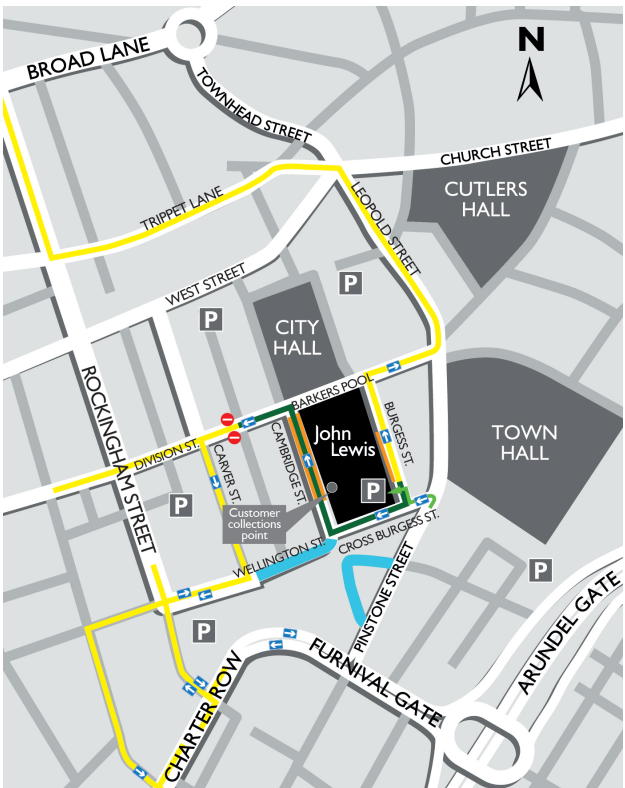 N
BROAD LANE
TOWNHEAD STREET
CHURCH STREET
CUTLERS
HALL
TRIPPET LANE
LEOPOLD STREET
WEST STREET
P
P
CITY
HALL
BARKERS POOL
ROCKINGHAM STREET
DIVISION ST.
CARVER ST.
CAMBRIDGE ST.
John
Lewis
BURGESS ST.
TOWN
HALL
P
P
Customer
collections
point
CROSS BURGESS ST.
WELLINGTON ST.
PINSTONE STREET
P
P
CHARTER ROW
FURNIVAL GATE
ARUNDEL GATE